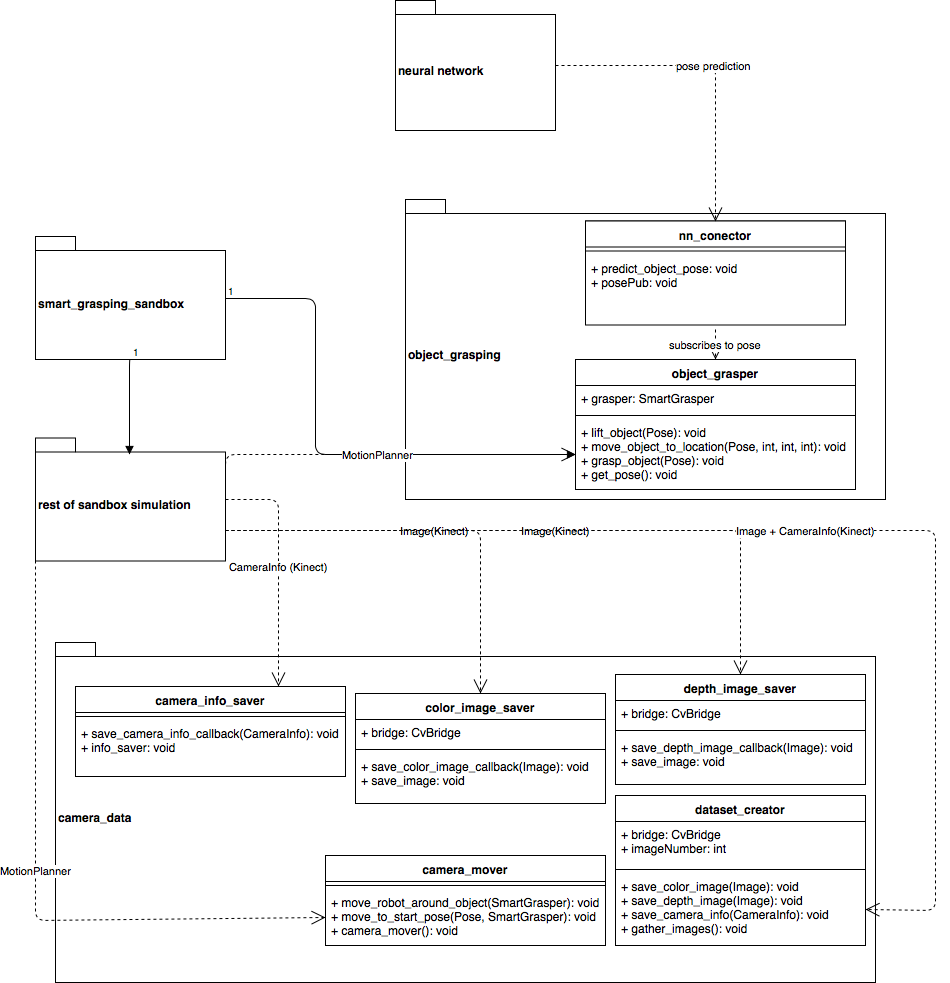 neural network
pose prediction
nn_conector
+ predict_object_pose: void
+ posePub: void
smart_grasping_sandbox
1
1
subscribes to pose
object_grasping
object_grasper
+ grasper: SmartGrasper
+ lift_object(Pose): void
+ move_object_to_location(Pose, int, int, int): void
+ grasp_object(Pose): void
+ get_pose(): void
MotionPlanner
rest of sandbox simulation
Image(Kinect)
Image(Kinect)
Image + CameraInfo(Kinect)
CameraInfo (Kinect)
camera_info_saver
+ save_camera_info_callback(CameraInfo): void
+ info_saver: void
color_image_saver
+ bridge: CvBridge
+ save_color_image_callback(Image): void
+ save_image: void
depth_image_saver
+ bridge: CvBridge
+ save_depth_image_callback(Image): void
+ save_image: void
camera_data
dataset_creator
+ bridge: CvBridge
+ imageNumber: int
+ save_color_image(Image): void
+ save_depth_image(Image): void
+ save_camera_info(CameraInfo): void
+ gather_images(): void
MotionPlanner
camera_mover
+ move_robot_around_object(SmartGrasper): void
+ move_to_start_pose(Pose, SmartGrasper): void
+ camera_mover(): void